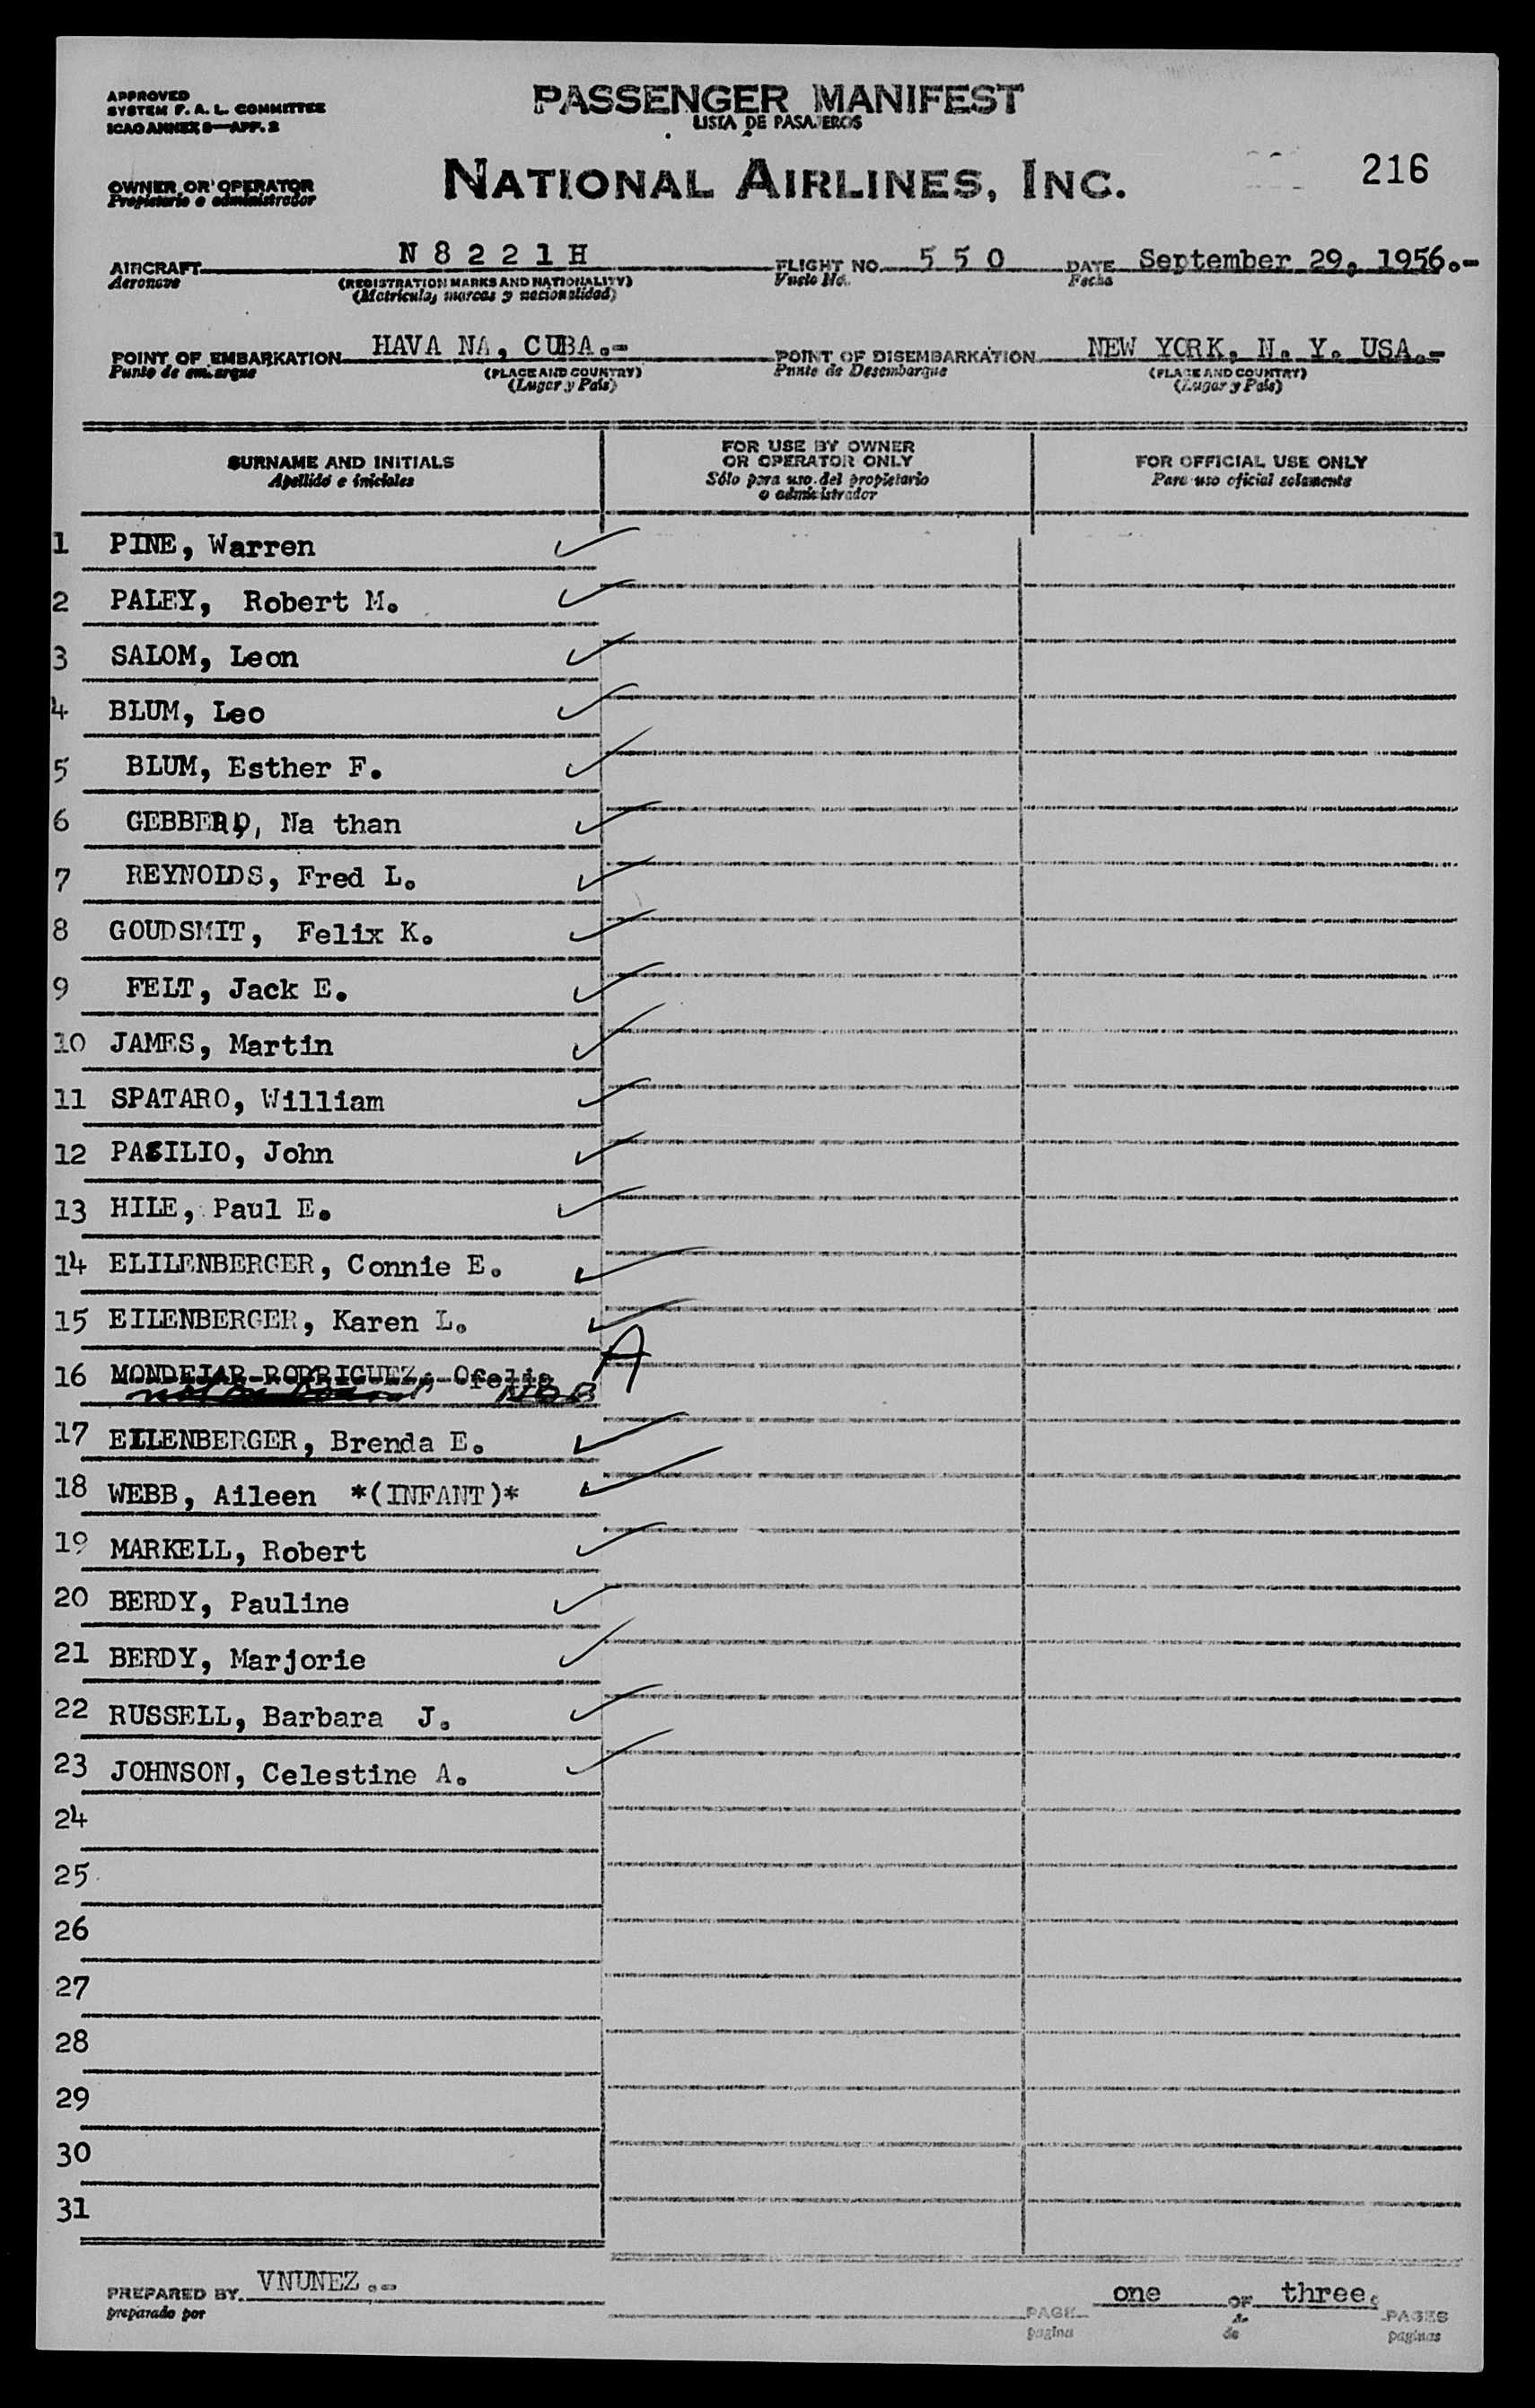 APPROVED
SYSTEM F. A. L. COMMITTEE
ICAO ANNEX 9—APP. 2
PASSENGER MANIFEST
LISTA DE PASAJEROS
216
OWNER OR OPERATOR
Propietario o administrador
NATIONAL AIRLINES, INC.
AIRCRAFT N 8 2 2 1 H FLIGHT NO. 5 5 0 DATE September 29, 1956.-
Aeronave (REGISTRATION MARKS AND NATIONALITY) Vuelo No. Fecha
(Matricula, marcas y nacionalidad)
POINT OF EMBARKATION HAVA NA, CUBA.- POINT OF DISEMBARKATION NEW YORK, N. Y. USA.-
Punto de embarque (PLACE AND COUNTRY) Punto de Desembarque (PLACE AND COUNTRY)
(Lugar y País) (Lugar y País)
SURNAME AND INITIALS
Apellido e iniciales
FOR USE BY OWNER
OR OPERATOR ONLY
Sólo para uso del propietario
o administrador
FOR OFFICIAL USE ONLY
Para uso oficial solamente
1 PINE, Warren
2 PALEY, Robert M.
3 SALOM, Leon
4 BLUM, Leo
5 BLUM, Esther F.
6 Na than
7 REYNOLDS, Fred L.
8 GOUDSMIT, Felix K.
9 FELT, Jack E.
10 JAMES, Martin
11 SPATARO, William
12 PASILIO, John
13 HILE, Paul E.
14 ELILENBERGER, Connie E.
15 EILENBERGER, Karen L.
16 MONDEJAR-RODRIGUEZ, Ofelia A
not on board NOB
17 EILENBERGER, Brenda E.
18 WEBB, Aileen *(INFANT)*
19 MARKELL, Robert
20 BERDY, Pauline
21 BERDY, Marjorie
22 RUSSELL, Barbara J.
23 JOHNSON, Celestine A.
24
25
26
27
28
29
30
31
PREPARED BY VNUNEZ.-
preparado por
PAGE one OF three. PAGES
pagina de paginas